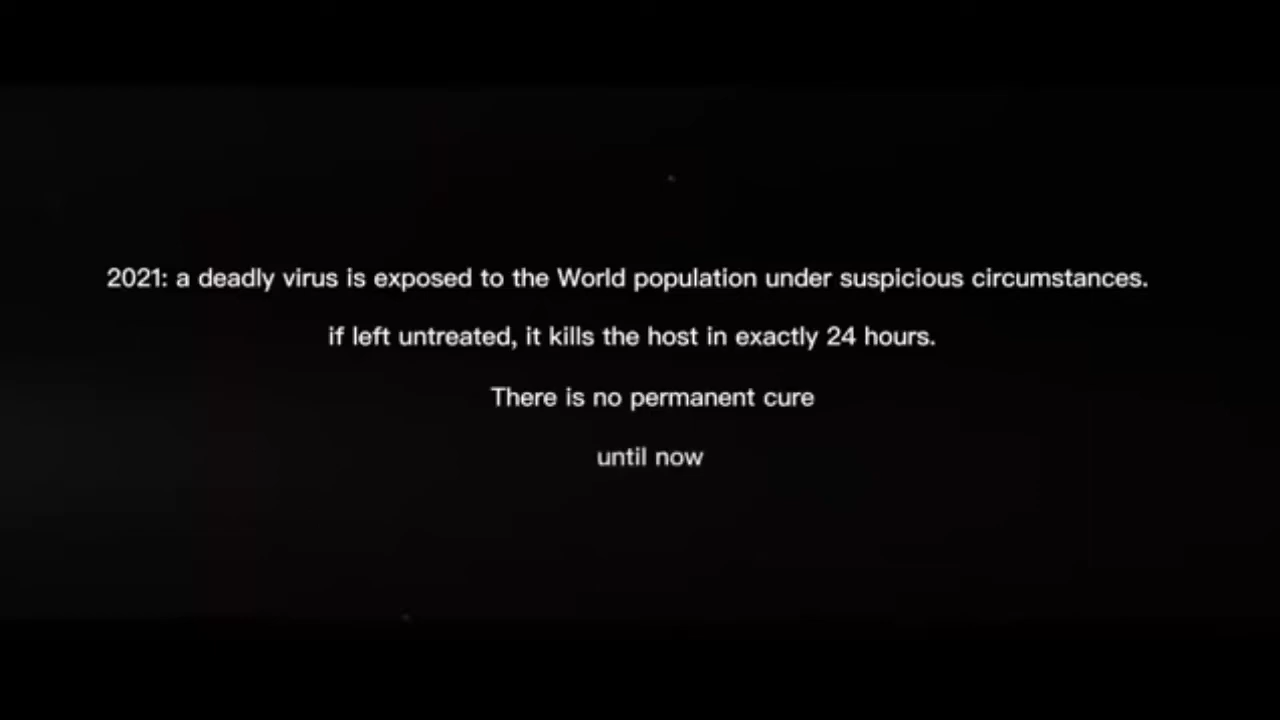 2021: a deadly virus is exposed to the World population under suspicious circumstances.
if left untreated, it kills the host in exactly 24 hours.
There is no permanent cure
until now